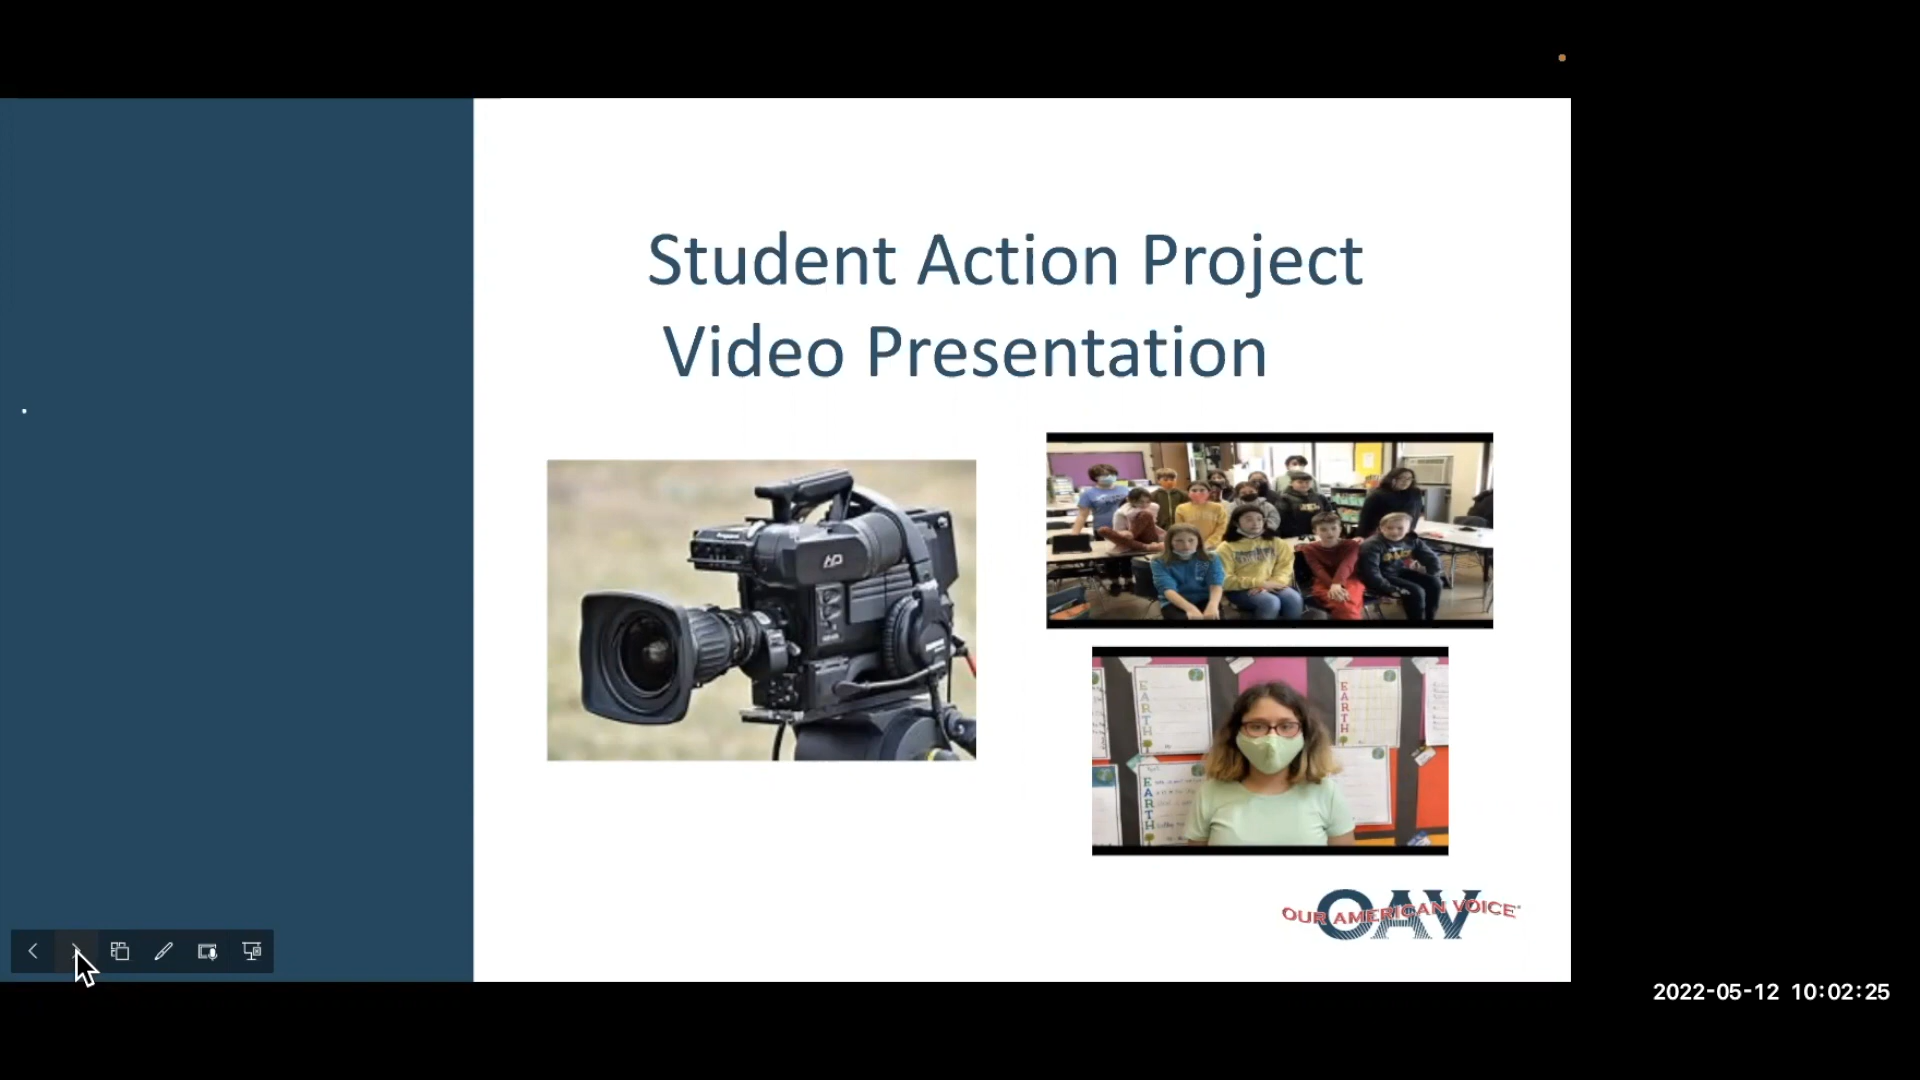 Student Action Project
Video Presentation
HD
EARTH
EARTH
EARTH
OAV
OUR AMERICAN VOICE
2022-05-12 10:02:25